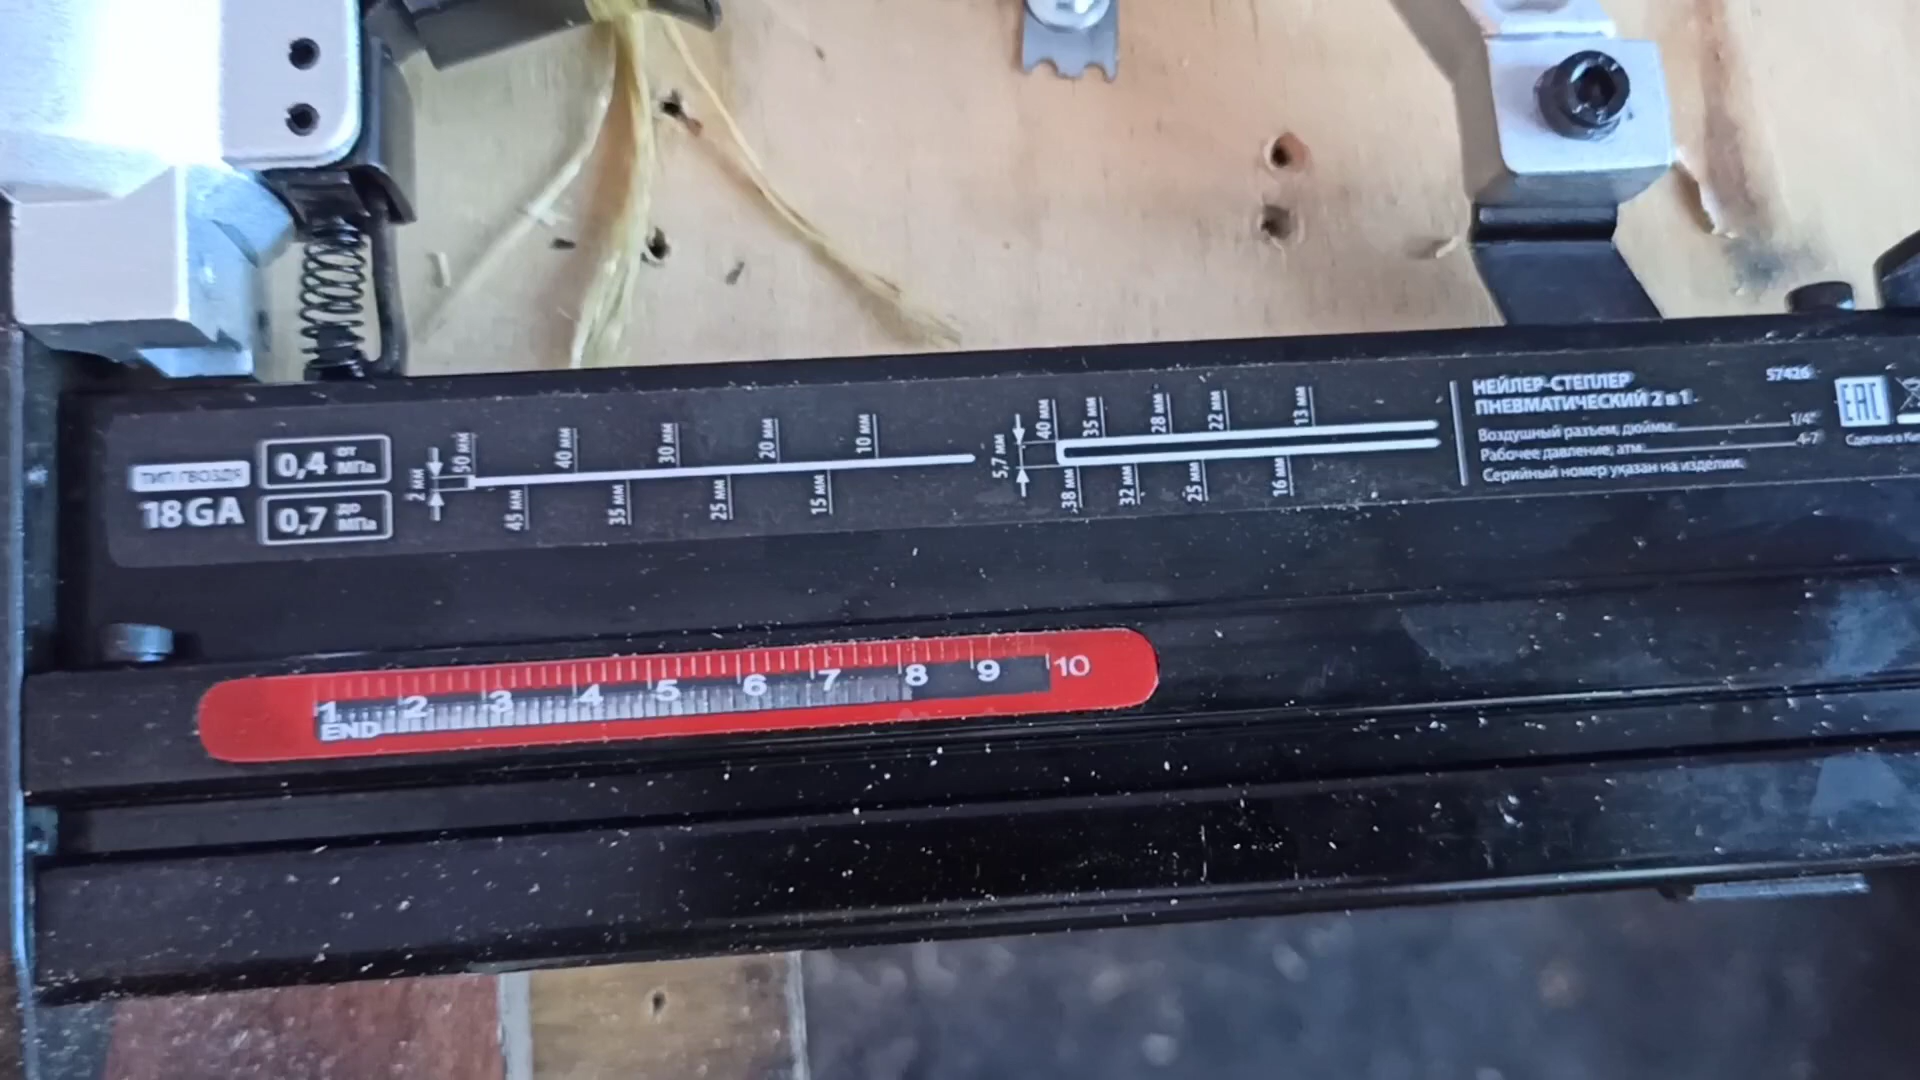 ТИП ГВОЗДЯ
18GA
0,4 от МПа
0,7 до МПа
2 мм
50 мм
40 мм
30 мм
20 мм
10 мм
45 мм
35 мм
25 мм
15 мм
5,7 мм
40 мм
35 мм
28 мм
22 мм
13 мм
38 мм
32 мм
25 мм
16 мм
НЕЙЛЕР-СТЕПЛЕР
ПНЕВМАТИЧЕСКИЙ 2 в 1
57426
Воздушный разъем, дюймы 1/4"
Рабочее давление, атм 4-7
Серийный номер указан на изделии.
EAC
Сделано в
1 2 3 4 5 6 7 8 9 10
END